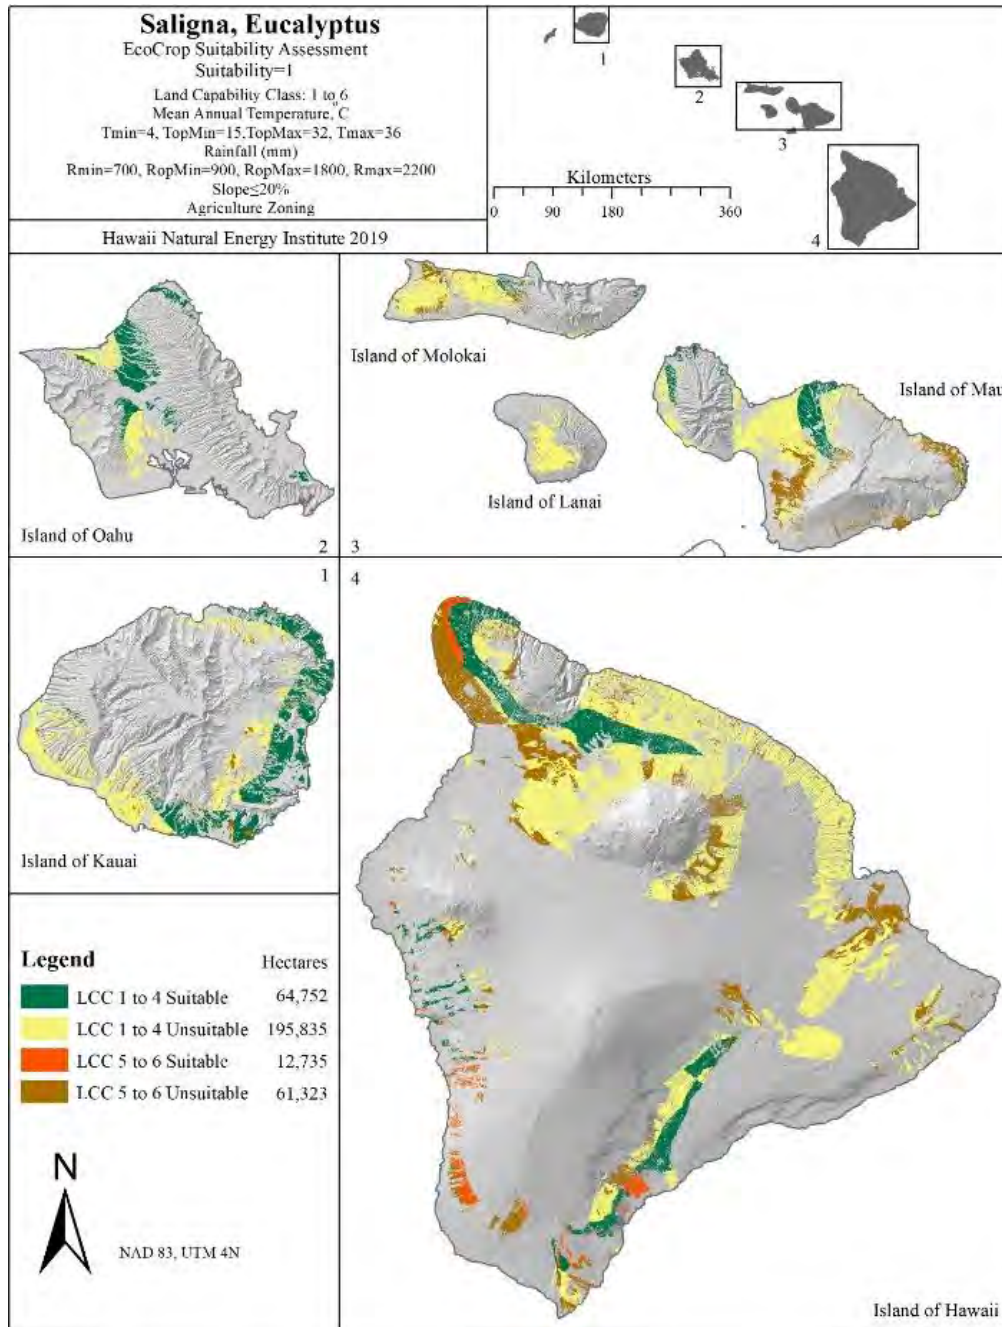 Saligna, Eucalyptus
EcoCrop Suitability Assessment
Suitability=1
Land Capability Class: 1 to 6
Mean Annual Temperature, °C
Tmin=4, TopMin=15,TopMax=32, Tmax=36
Rainfall (mm)
Rmin=700, RopMin=900, RopMax=1800, Rmax=2200
Slope≤20%
Agriculture Zoning
Hawaii Natural Energy Institute 2019
1
2
3
4
Kilometers
0 90 180 360
Island of Oahu
2
Island of Molokai
Island of Mau
Island of Lanai
3
1
Island of Kauai
4
Island of Hawaii
Legend Hectares
LCC 1 to 4 Suitable 64,752
LCC 1 to 4 Unsuitable 195,835
LCC 5 to 6 Suitable 12,735
LCC 5 to 6 Unsuitable 61,323
N
NAD 83, UTM 4N